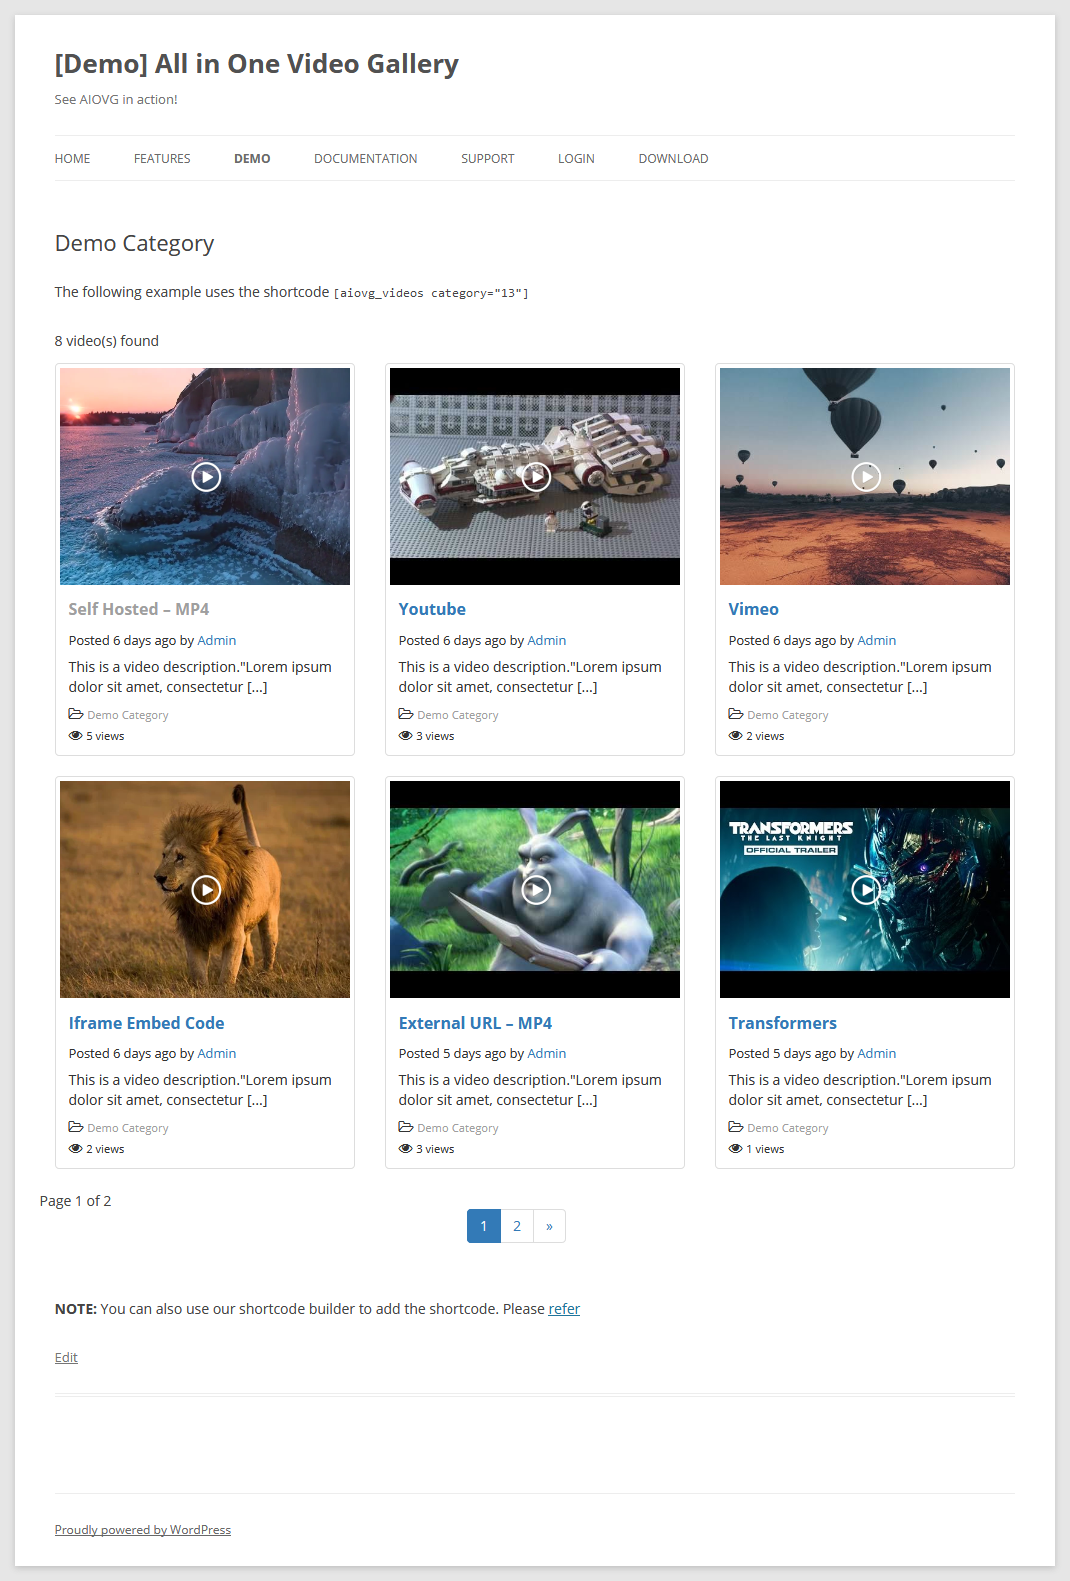 [Demo] All in One Video Gallery
See AIOVG in action!
HOME FEATURES DEMO DOCUMENTATION SUPPORT LOGIN DOWNLOAD
Demo Category
The following example uses the shortcode [aiovg_videos category="13"]
8 video(s) found
Self Hosted – MP4
Posted 6 days ago by Admin
This is a video description."Lorem ipsum
dolor sit amet, consectetur [...]
Demo Category
5 views
Youtube
Posted 6 days ago by Admin
This is a video description."Lorem ipsum
dolor sit amet, consectetur [...]
Demo Category
3 views
Vimeo
Posted 6 days ago by Admin
This is a video description."Lorem ipsum
dolor sit amet, consectetur [...]
Demo Category
2 views
Iframe Embed Code
Posted 6 days ago by Admin
This is a video description."Lorem ipsum
dolor sit amet, consectetur [...]
Demo Category
2 views
External URL – MP4
Posted 5 days ago by Admin
This is a video description."Lorem ipsum
dolor sit amet, consectetur [...]
Demo Category
3 views
TRANSFORMERS
THE LAST KNIGHT
OFFICIAL TRAILER
Transformers
Posted 5 days ago by Admin
This is a video description."Lorem ipsum
dolor sit amet, consectetur [...]
Demo Category
1 views
Page 1 of 2
1 2 »
NOTE: You can also use our shortcode builder to add the shortcode. Please refer
Edit
Proudly powered by WordPress